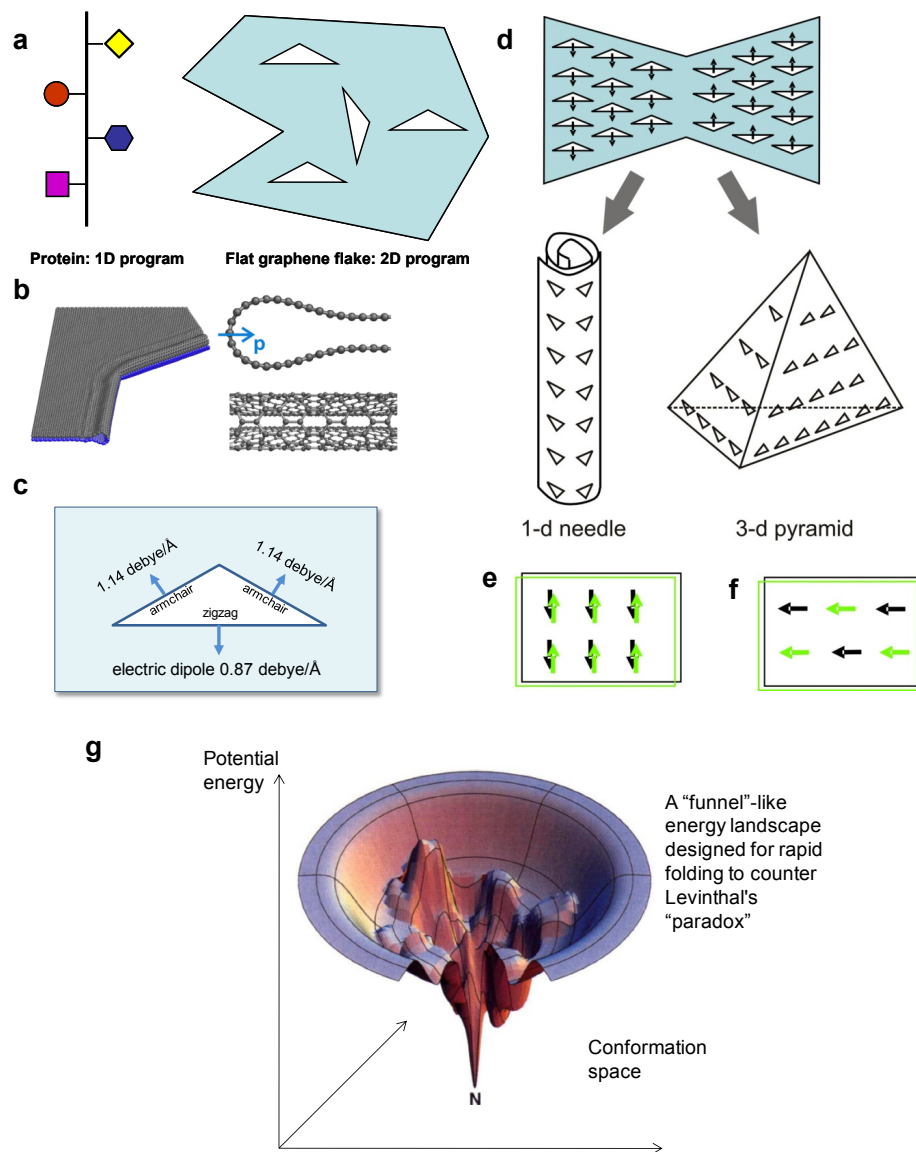 a
Protein: 1D program
Flat graphene flake: 2D program
b
p
c
1.14 debye/Å
1.14 debye/Å
armchair
armchair
zigzag
electric dipole 0.87 debye/Å
d
1-d needle
3-d pyramid
e
f
g
Potential
energy
A “funnel”-like
energy landscape
designed for rapid
folding to counter
Levinthal's
“paradox”
Conformation
space
N